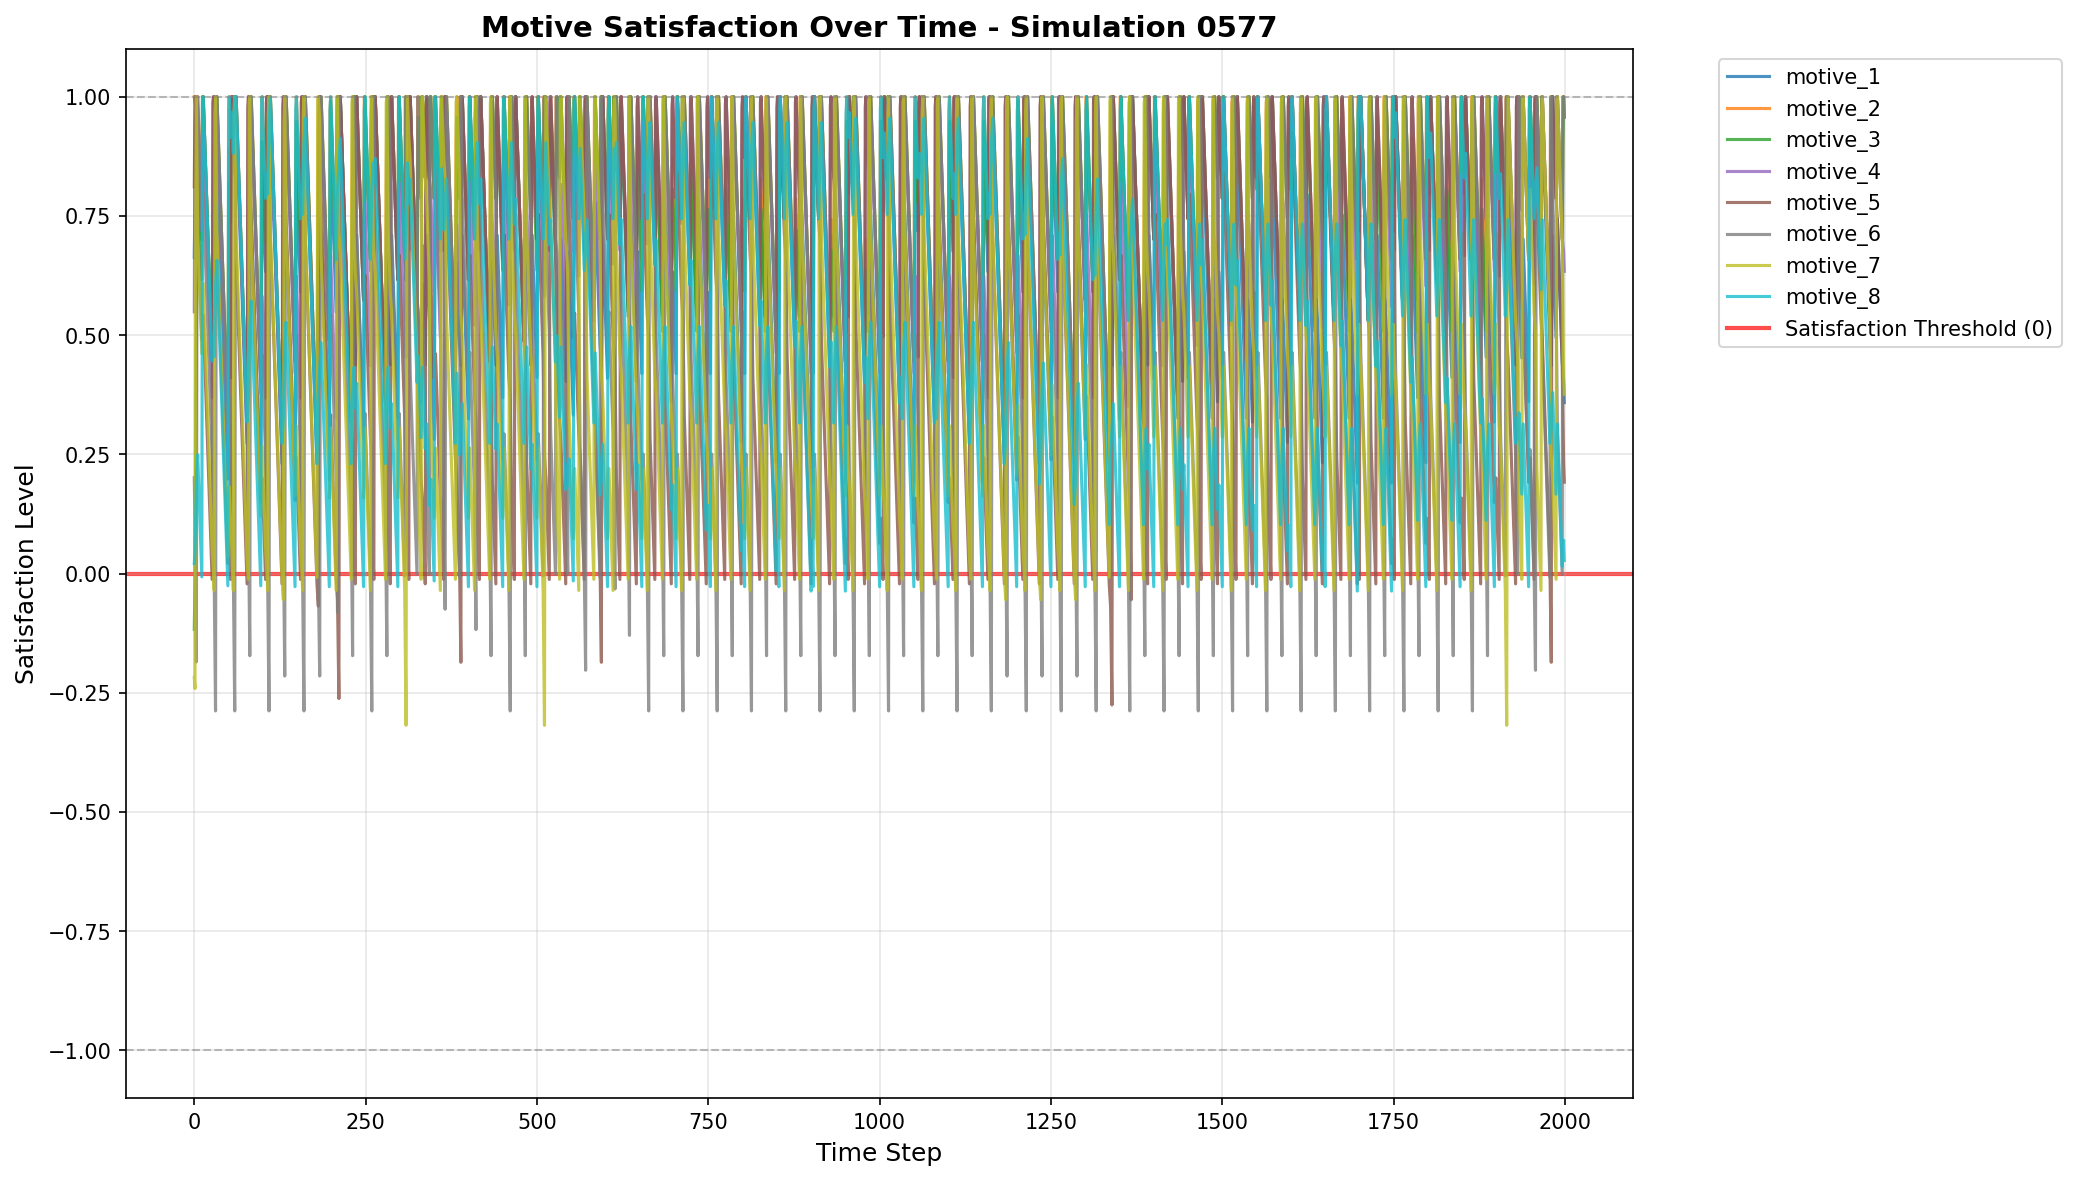 Motive Satisfaction Over Time - Simulation 0577
1.00
0.75
0.50
0.25
0.00
−0.25
−0.50
−0.75
−1.00
Satisfaction Level
0 250 500 750 1000 1250 1500 1750 2000
Time Step
motive_1
motive_2
motive_3
motive_4
motive_5
motive_6
motive_7
motive_8
Satisfaction Threshold (0)